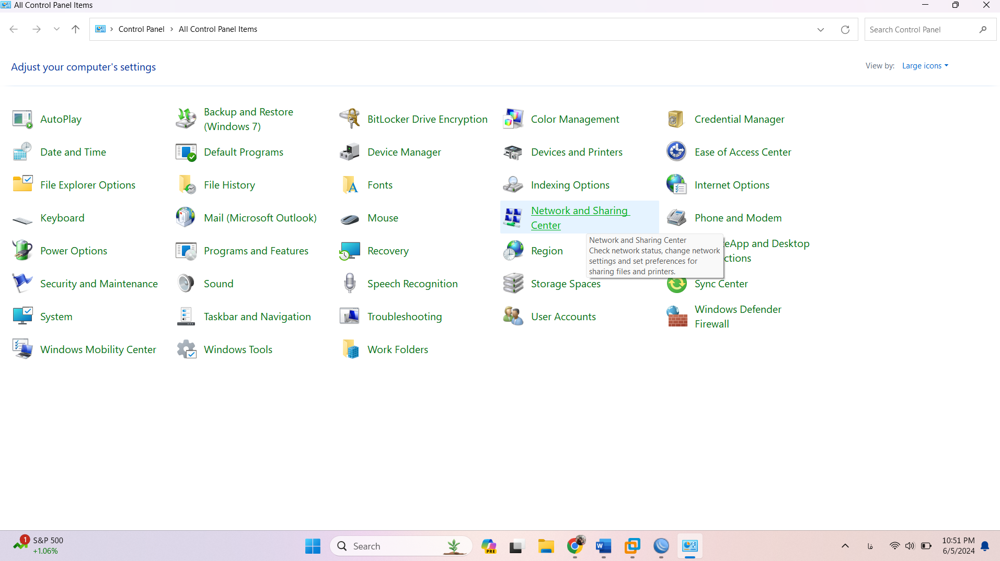 All Control Panel Items
Control Panel
All Control Panel Items
Search Control Panel
Adjust your computer's settings
View by: Large icons
AutoPlay
Backup and Restore
(Windows 7)
BitLocker Drive Encryption
Color Management
Credential Manager
Date and Time
Default Programs
Device Manager
Devices and Printers
Ease of Access Center
File Explorer Options
File History
Fonts
Indexing Options
Internet Options
Keyboard
Mail (Microsoft Outlook)
Mouse
Network and Sharing
Center
Phone and Modem
Power Options
Programs and Features
Recovery
Region
Network and Sharing Center
Check network status, change network
settings and set preferences for
sharing files and printers.
App and Desktop
Security and Maintenance
Sound
Speech Recognition
Storage Spaces
Sync Center
System
Taskbar and Navigation
Troubleshooting
User Accounts
Windows Defender
Firewall
Windows Mobility Center
Windows Tools
Work Folders
1
S&P 500
+1.06%
Search
PRE
W
فا
10:51 PM
6/5/2024